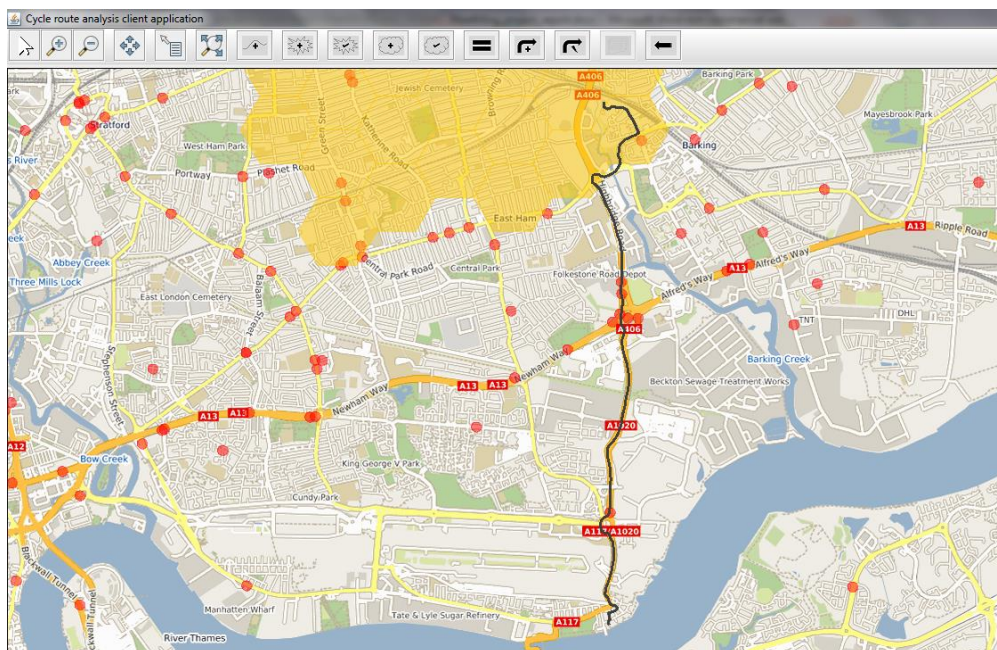 Cycle route analysis client application
A406
A406
Barking Park
Jewish Cemetery
Green Street
Katherine Road
Mayesbrook Park
Stratford
West Ham Park
Barking
Portway
Plashet Road
East Ham
A13
Ripple Road
Abbey Creek
Three Mills Lock
Central Park Road
Central Park
Folkestone Road Depot
Alfred's Way
A13
Alfred's Way
East London Cemetery
Balaam Street
DHL
TNT
A406
Stephenson Street
Barking Creek
Newham Way
A13
A13
Newham Way
Beckton Sewage Treatment Works
A13
A13
A1020
A12
Bow Creek
King George V Park
Cundy Park
A117/A1020
Blackwall Tunnel
Blackwall Tunnel
Manhatten Wharf
Tate & Lyle Sugar Refinery
A117
River Thames